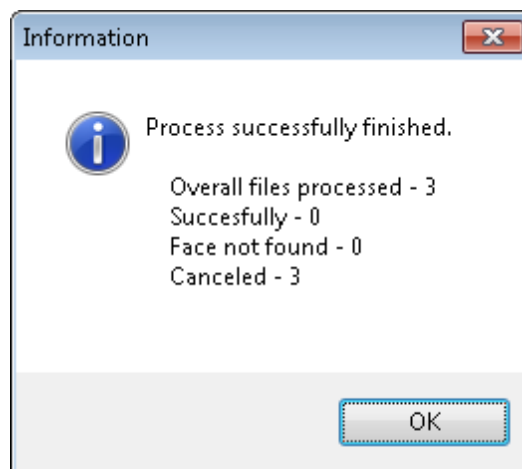 Information
Process successfully finished.
Overall files processed - 3
Succesfully - 0
Face not found - 0
Canceled - 3
OK